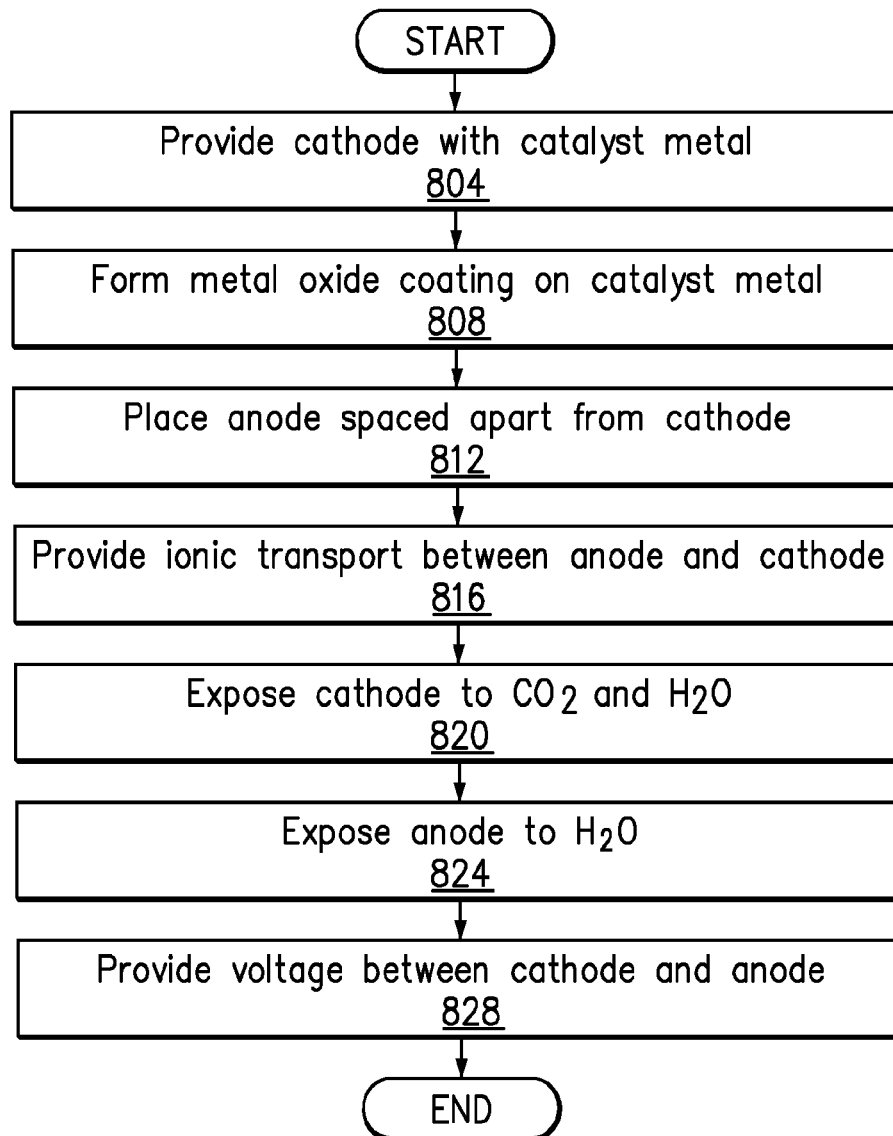 START
Provide cathode with catalyst metal
804
Form metal oxide coating on catalyst metal
808
Place anode spaced apart from cathode
812
Provide ionic transport between anode and cathode
816
Expose cathode to CO2 and H2O
820
Expose anode to H2O
824
Provide voltage between cathode and anode
828
END